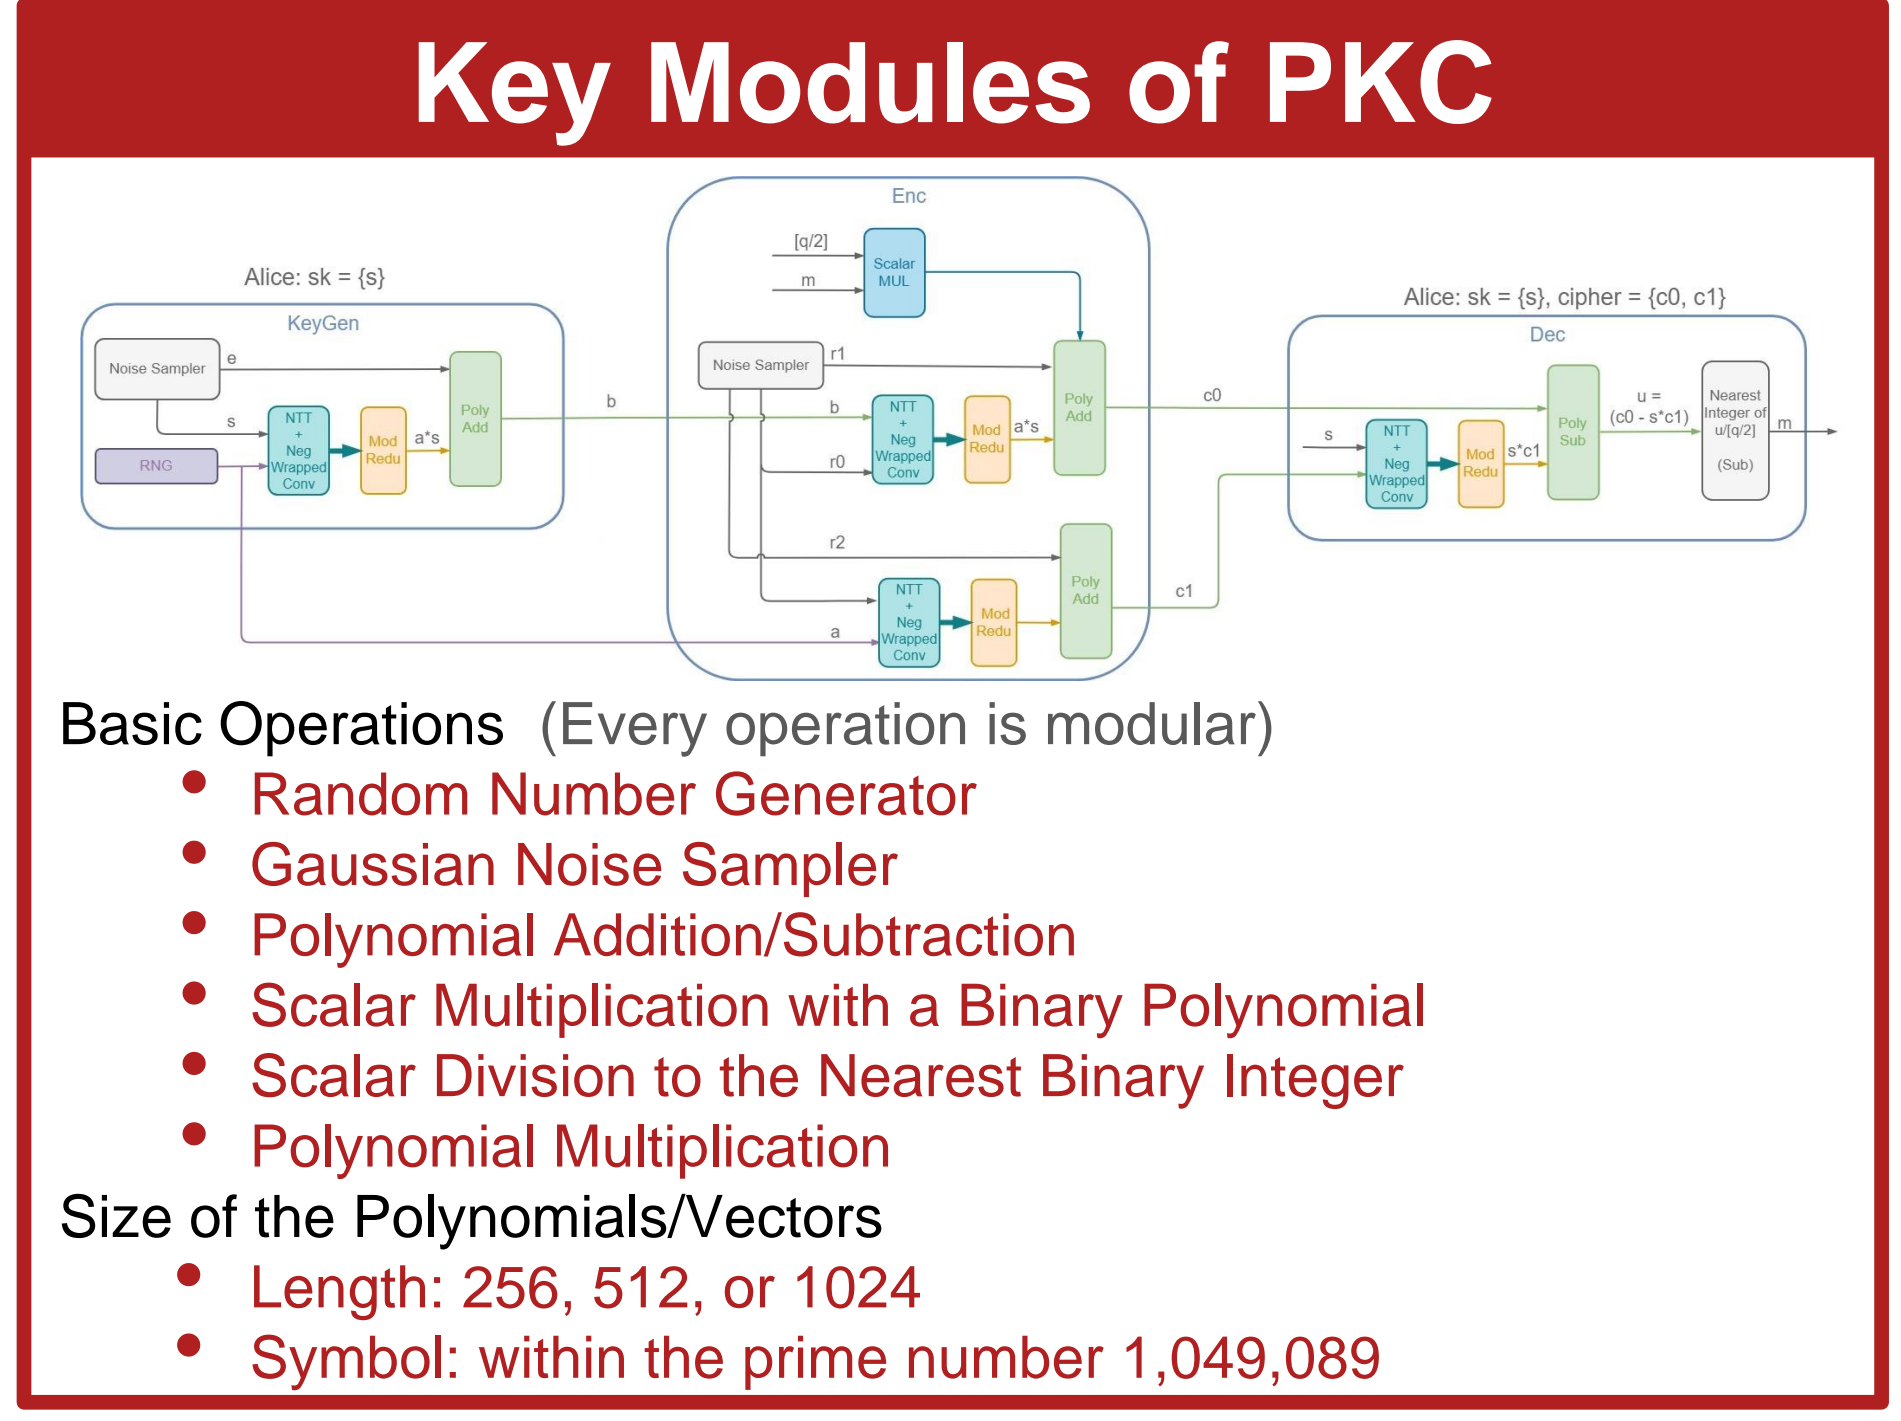 Key Modules of PKC
Alice: sk = {s}
KeyGen
Noise Sampler
e
s
RNG
NTT
+
Neg
Wrapped
Conv
Mod
Redu
a*s
Poly
Add
b
Enc
[q/2]
m
Scalar
MUL
Noise Sampler
r1
b
r0
NTT
+
Neg
Wrapped
Conv
Mod
Redu
a*s
Poly
Add
r2
a
NTT
+
Neg
Wrapped
Conv
Mod
Redu
Poly
Add
c0
c1
Alice: sk = {s}, cipher = {c0, c1}
Dec
s
NTT
+
Neg
Wrapped
Conv
Mod
Redu
s*c1
Poly
Sub
u =
(c0 - s*c1)
Nearest
Integer of
u/[q/2]
(Sub)
m
Basic Operations (Every operation is modular)
• Random Number Generator
• Gaussian Noise Sampler
• Polynomial Addition/Subtraction
• Scalar Multiplication with a Binary Polynomial
• Scalar Division to the Nearest Binary Integer
• Polynomial Multiplication
Size of the Polynomials/Vectors
• Length: 256, 512, or 1024
• Symbol: within the prime number 1,049,089